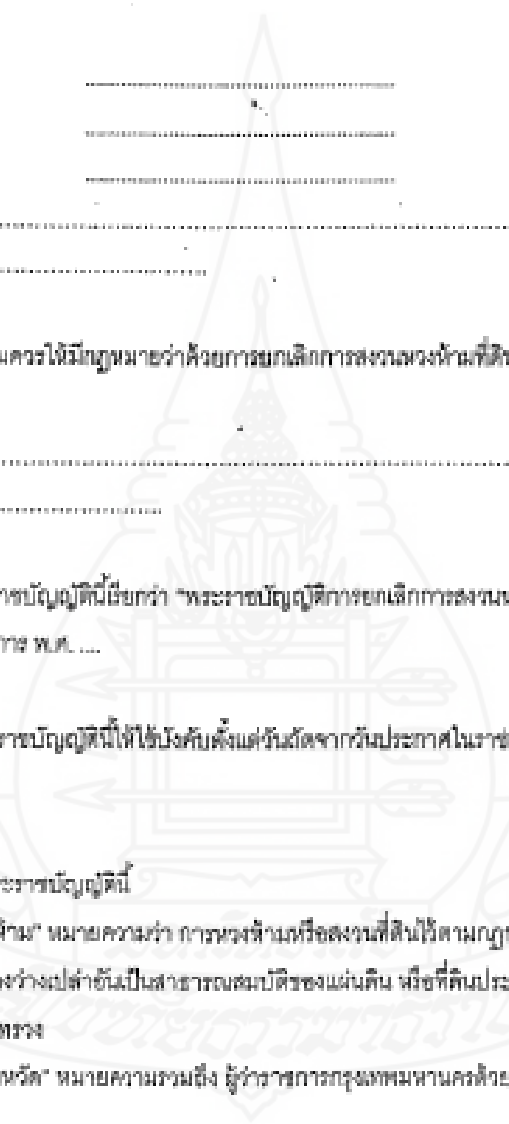 มควรให้มีกฎหมายว่าด้วยการยกเลิกการสงวนหวงห้ามที่ดิน
าชบัญญัตินี้เรียกว่า "พระราชบัญญัติการยกเลิกการสงวนห
การ พ.ศ. ....
ราชบัญญัตินี้ให้ใช้บังคับตั้งแต่วันถัดจากวันประกาศในราช
ระราชบัญญัตินี้
ห้าม" หมายความว่า การหวงห้ามหรือสงวนที่ดินไว้ตามกฎห
งว่างเปล่าอันเป็นสาธารณสมบัติของแผ่นดิน หรือที่ดินประ
ทรวง
หวัด" หมายความรวมถึง ผู้ว่าราชการกรุงเทพมหานครด้วย